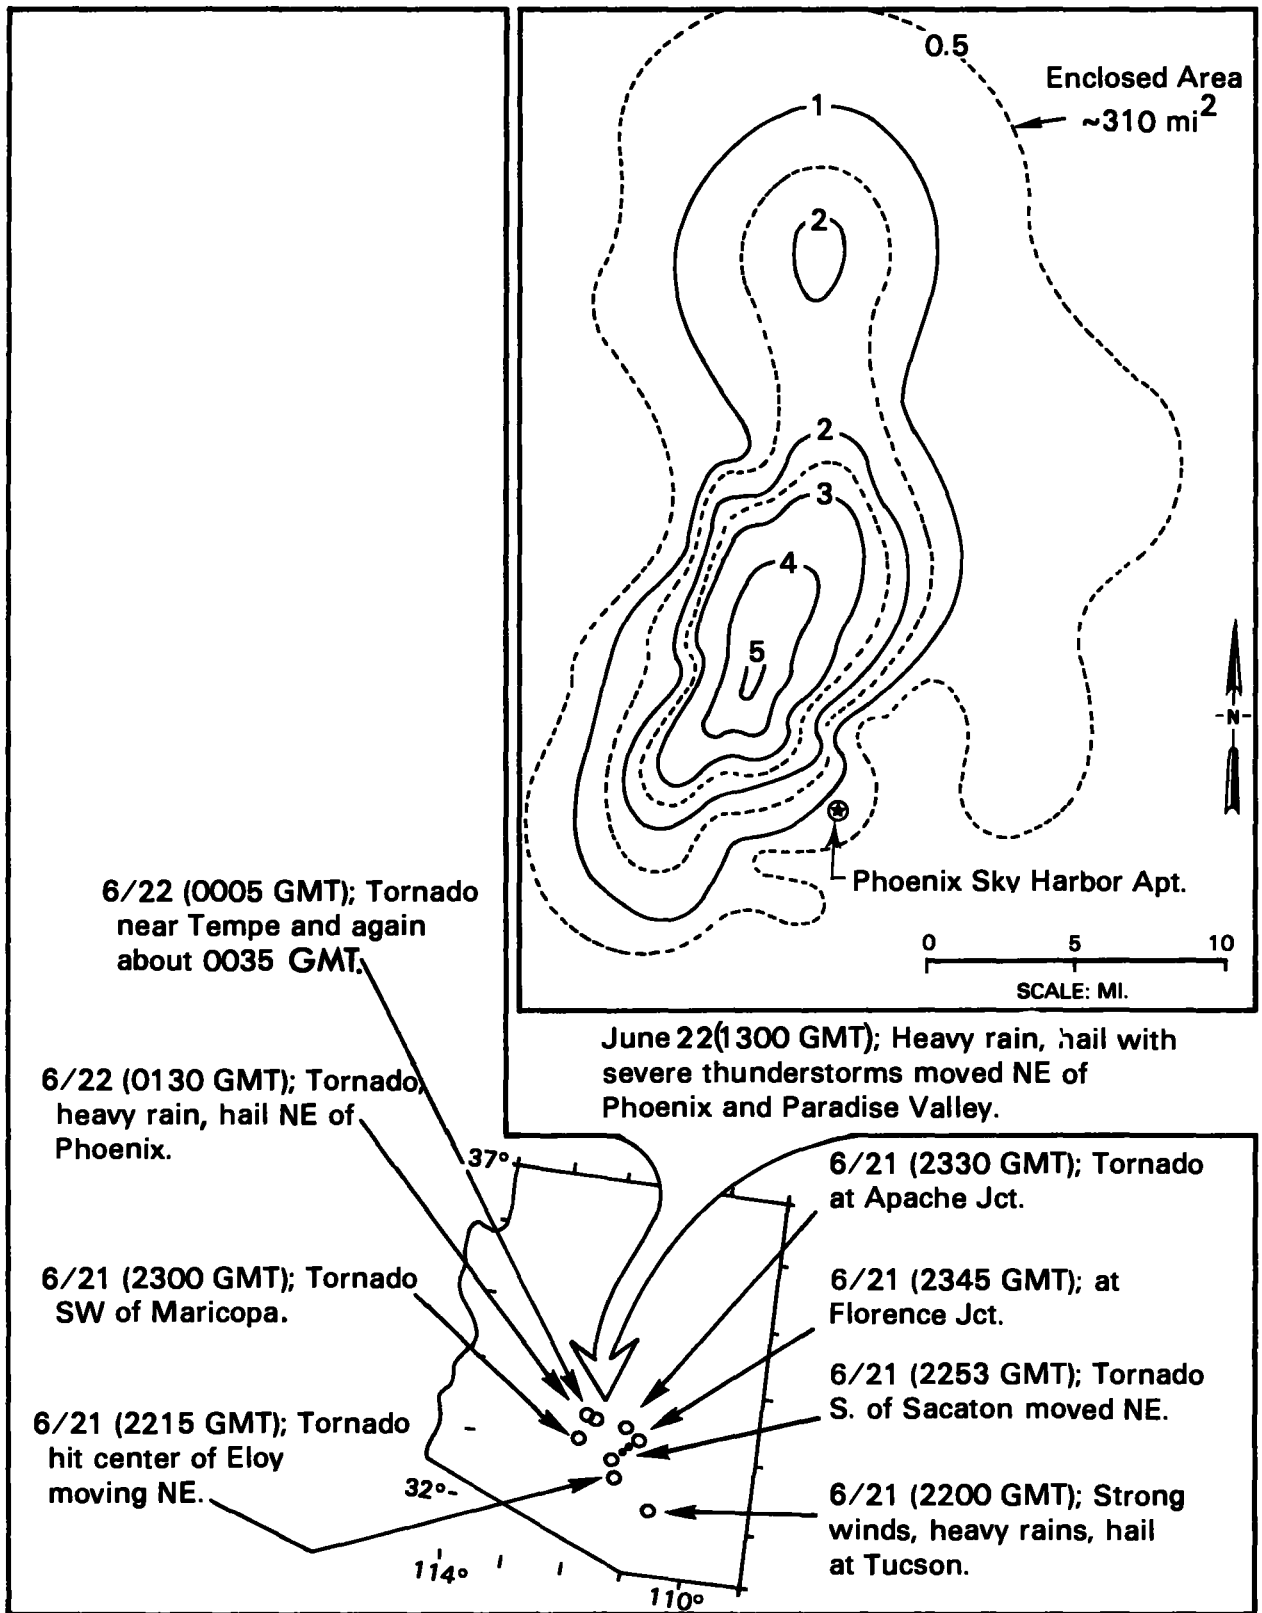 0.5
Enclosed Area
~310 mi²
1
2
2
3
4
5
-N-
Phoenix Sky Harbor Apt.
0 5 10
SCALE: MI.
June 22(1300 GMT); Heavy rain, hail with
severe thunderstorms moved NE of
Phoenix and Paradise Valley.
6/22 (0005 GMT); Tornado
near Tempe and again
about 0035 GMT.
6/22 (0130 GMT); Tornado,
heavy rain, hail NE of
Phoenix.
6/21 (2300 GMT); Tornado
SW of Maricopa.
6/21 (2215 GMT); Tornado
hit center of Eloy
moving NE.
37°
32°
114°
110°
6/21 (2330 GMT); Tornado
at Apache Jct.
6/21 (2345 GMT); at
Florence Jct.
6/21 (2253 GMT); Tornado
S. of Sacaton moved NE.
6/21 (2200 GMT); Strong
winds, heavy rains, hail
at Tucson.